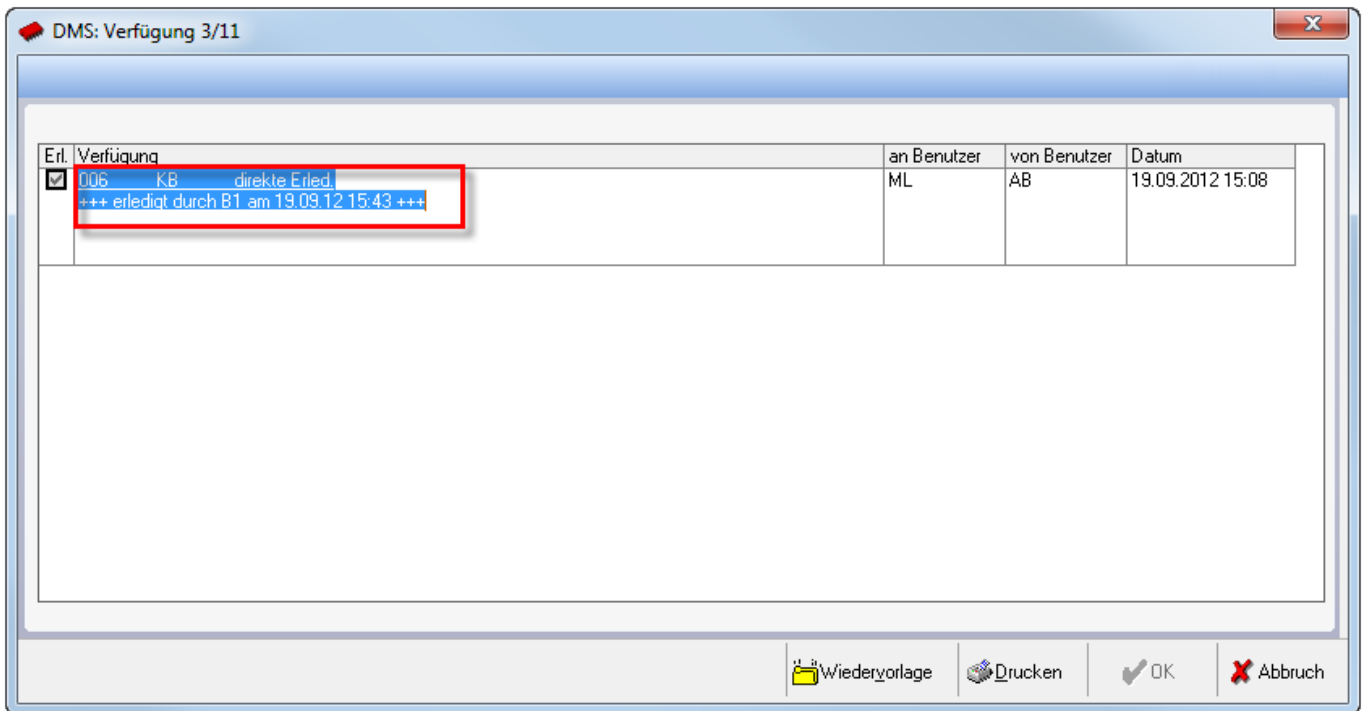 DMS: Verfügung 3/11
Erl. Verfügung an Benutzer von Benutzer Datum
006 KB direkte Erled. ML AB 19.09.2012 15:08
+++ erledigt durch B1 am 19.09.12 15:43 +++
Wiedervorlage Drucken OK Abbruch